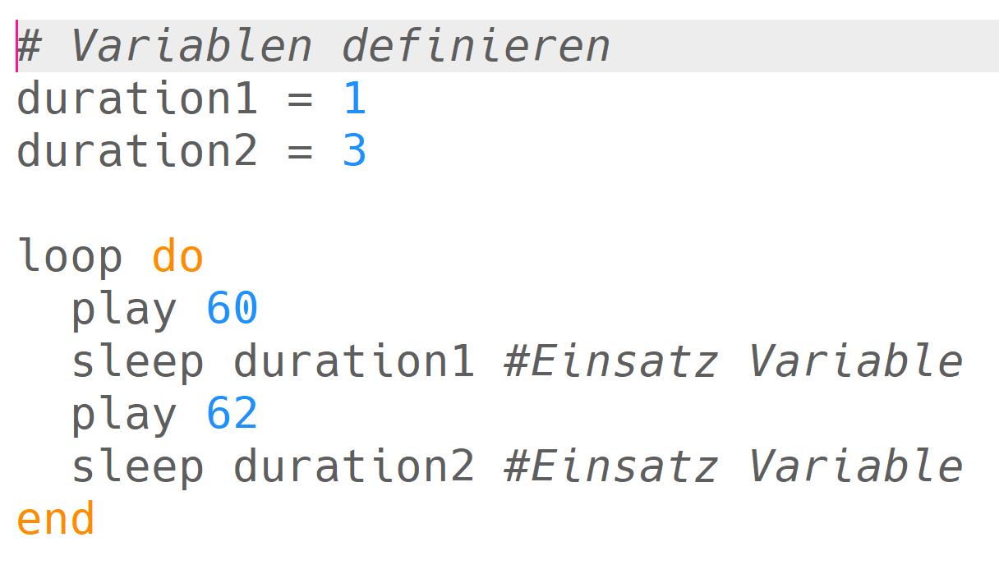 # Variablen definieren
duration1 = 1
duration2 = 3

loop do
  play 60
  sleep duration1 #Einsatz Variable
  play 62
  sleep duration2 #Einsatz Variable
end